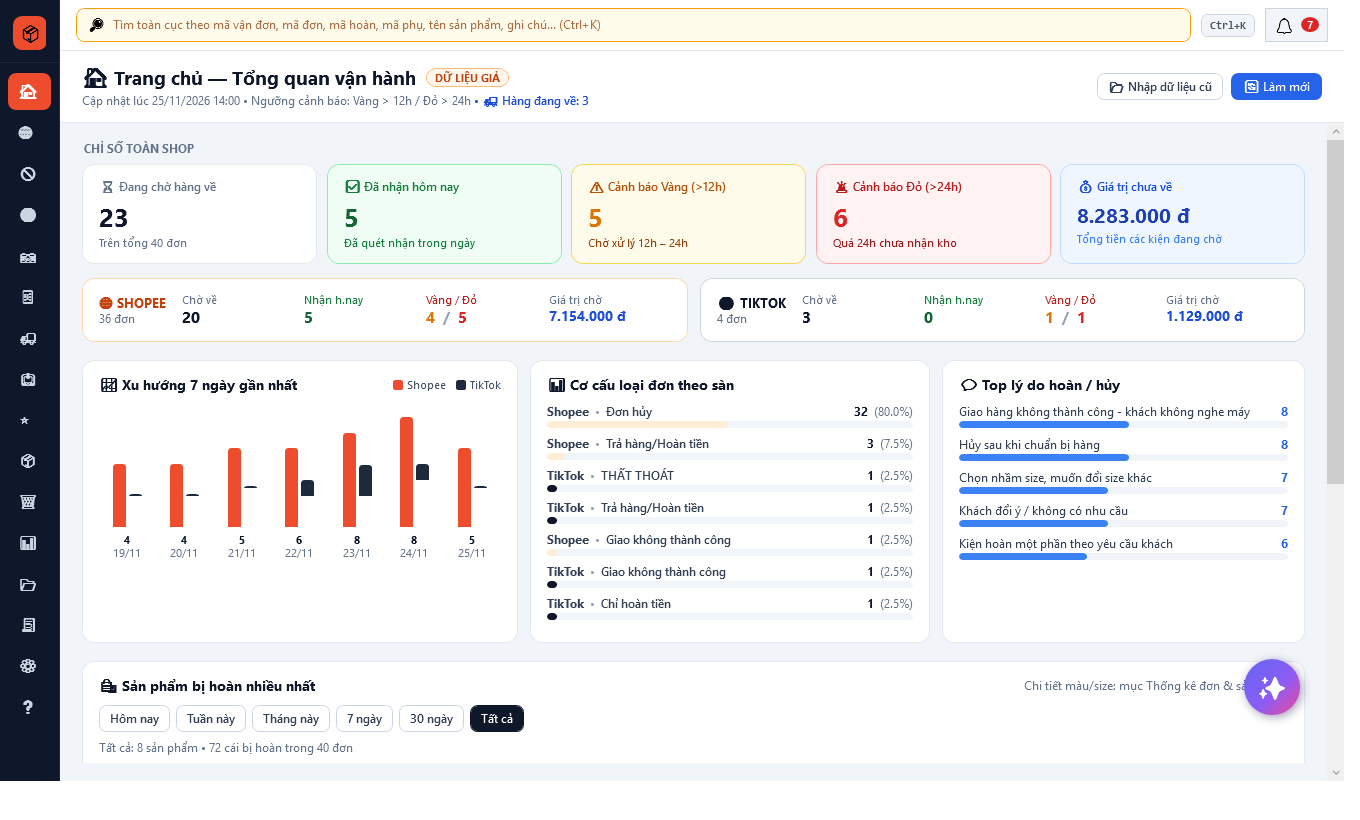 Tìm toàn cục theo mã vận đơn, mã đơn, mã hoàn, mã phụ, tên sản phẩm, ghi chú... (Ctrl+K)
Ctrl+K
7
Trang chủ — Tổng quan vận hành
DỮ LIỆU GIẢ
Cập nhật lúc 25/11/2026 14:00 • Ngưỡng cảnh báo: Vàng > 12h / Đỏ > 24h • Hàng đang về: 3
Nhập dữ liệu cũ
Làm mới
CHỈ SỐ TOÀN SHOP
Đang chờ hàng về
23
Trên tổng 40 đơn
Đã nhận hôm nay
5
Đã quét nhận trong ngày
Cảnh báo Vàng (>12h)
5
Chờ xử lý 12h – 24h
Cảnh báo Đỏ (>24h)
6
Quá 24h chưa nhận kho
Giá trị chưa về
8.283.000 đ
Tổng tiền các kiện đang chờ
SHOPEE
36 đơn
Chờ về
20
Nhận h.nay
5
Vàng / Đỏ
4 / 5
Giá trị chờ
7.154.000 đ
TIKTOK
4 đơn
Chờ về
3
Nhận h.nay
0
Vàng / Đỏ
1 / 1
Giá trị chờ
1.129.000 đ
Xu hướng 7 ngày gần nhất
Shopee
TikTok
4 4 5 6 8 8 5
19/11 20/11 21/11 22/11 23/11 24/11 25/11
Cơ cấu loại đơn theo sàn
Shopee • Đơn hủy 32 (80.0%)
Shopee • Trả hàng/Hoàn tiền 3 (7.5%)
TikTok • THẤT THOÁT 1 (2.5%)
TikTok • Trả hàng/Hoàn tiền 1 (2.5%)
Shopee • Giao không thành công 1 (2.5%)
TikTok • Giao không thành công 1 (2.5%)
TikTok • Chỉ hoàn tiền 1 (2.5%)
Top lý do hoàn / hủy
Giao hàng không thành công - khách không nghe máy 8
Hủy sau khi chuẩn bị hàng 8
Chọn nhầm size, muốn đổi size khác 7
Khách đổi ý / không có nhu cầu 7
Kiện hoàn một phần theo yêu cầu khách 6
Sản phẩm bị hoàn nhiều nhất
Chi tiết màu/size: mục Thống kê đơn &
Hôm nay
Tuần này
Tháng này
7 ngày
30 ngày
Tất cả
Tất cả: 8 sản phẩm • 72 cái bị hoàn trong 40 đơn
?